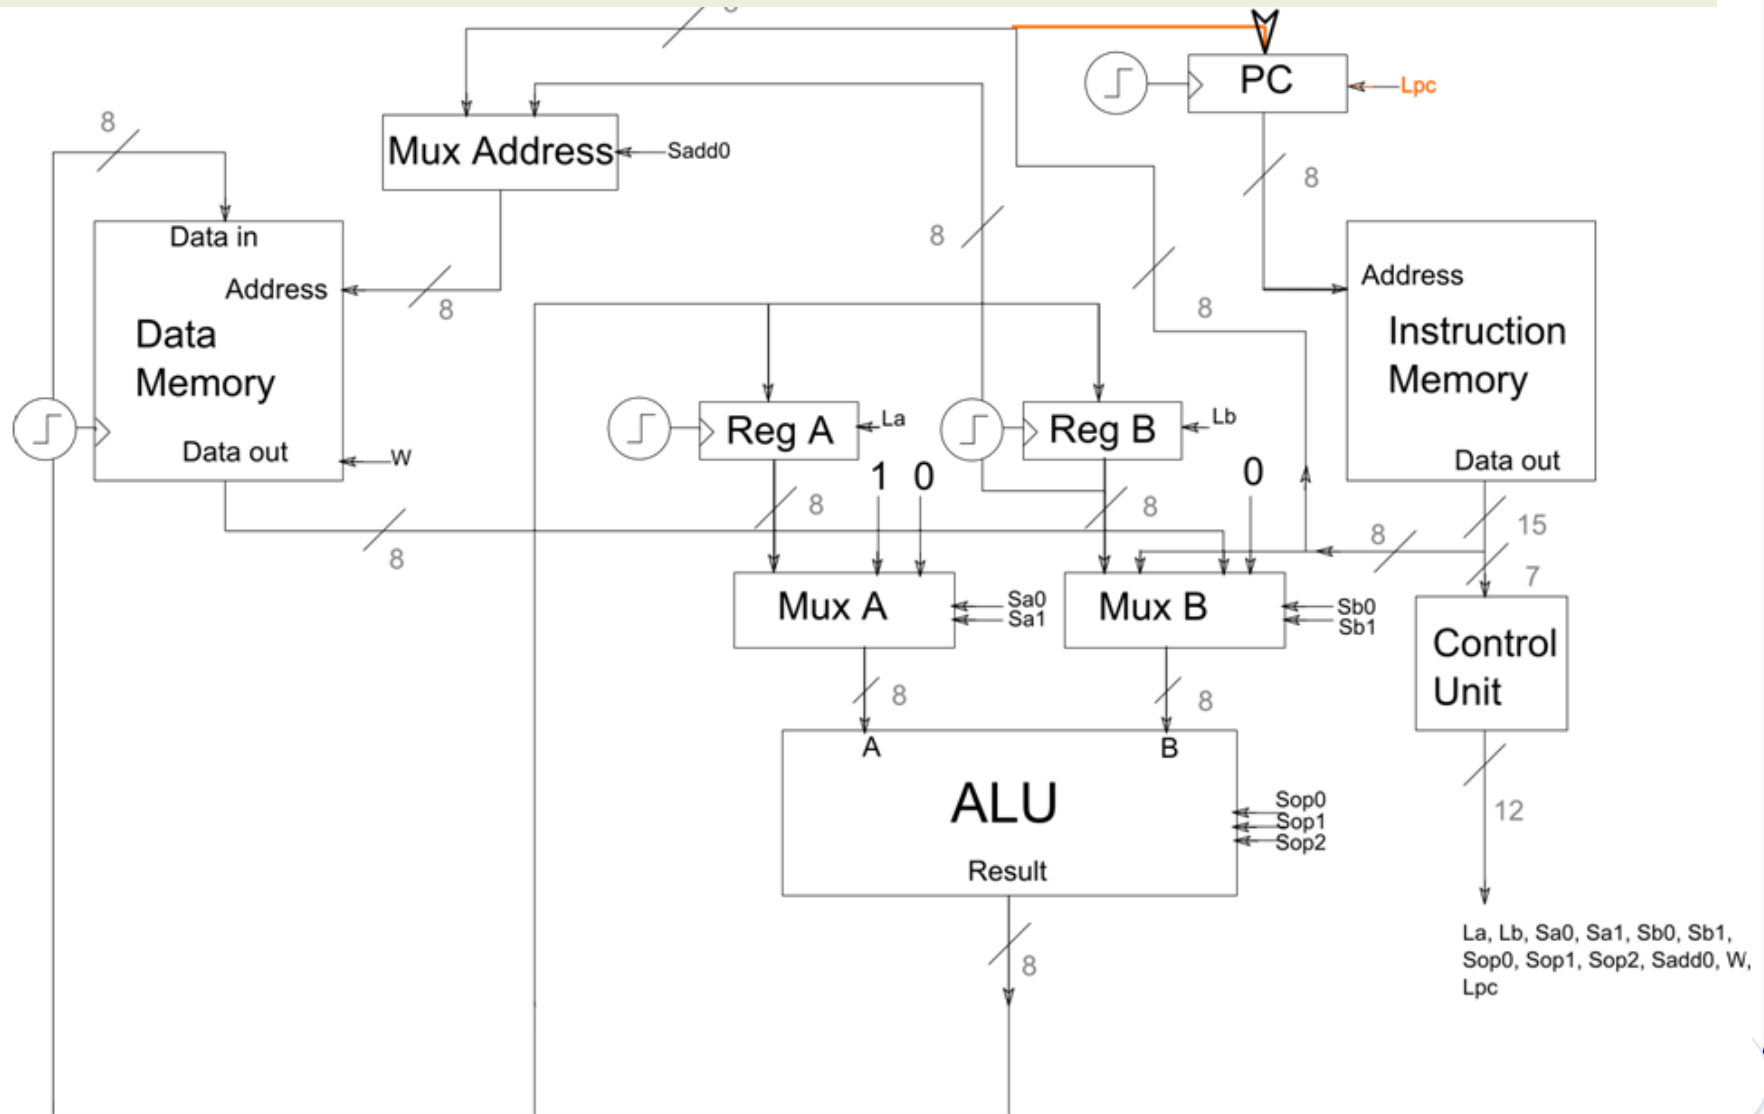 8
PC
Lpc
8
Mux Address
Sadd0
8
Data in
8
Address
8
Address
8
8
Data
Memory
Instruction
Memory
Reg A
La
Reg B
Lb
Data out
W
Data out
1
0
0
8
8
15
8
8
7
Mux A
Sa0
Sa1
Mux B
Sb0
Sb1
Control
Unit
8
8
A
B
ALU
Sop0
Sop1
Sop2
12
Result
La, Lb, Sa0, Sa1, Sb0, Sb1,
Sop0, Sop1, Sop2, Sadd0, W,
Lpc
8